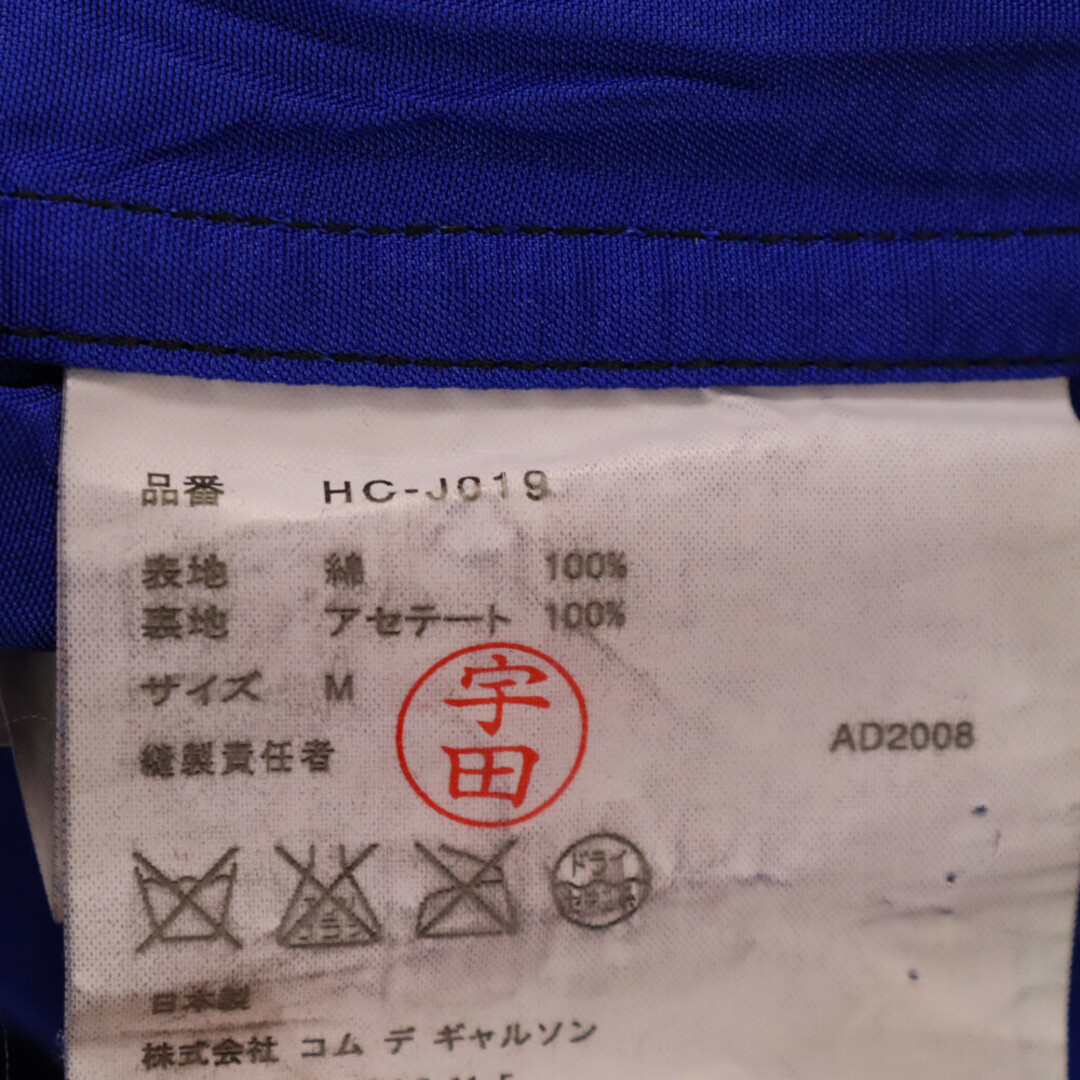 品番 HC-J019
表地 綿 100%
裏地 アセテート 100%
サイズ M
縫製責任者 宇田
AD2008
ドライ
日本製
株式会社 コム デ ギャルソン